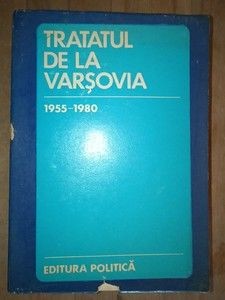 TRATATUL
DE LA
VARȘOVIA
1955-1980
EDITURA POLITICĂ